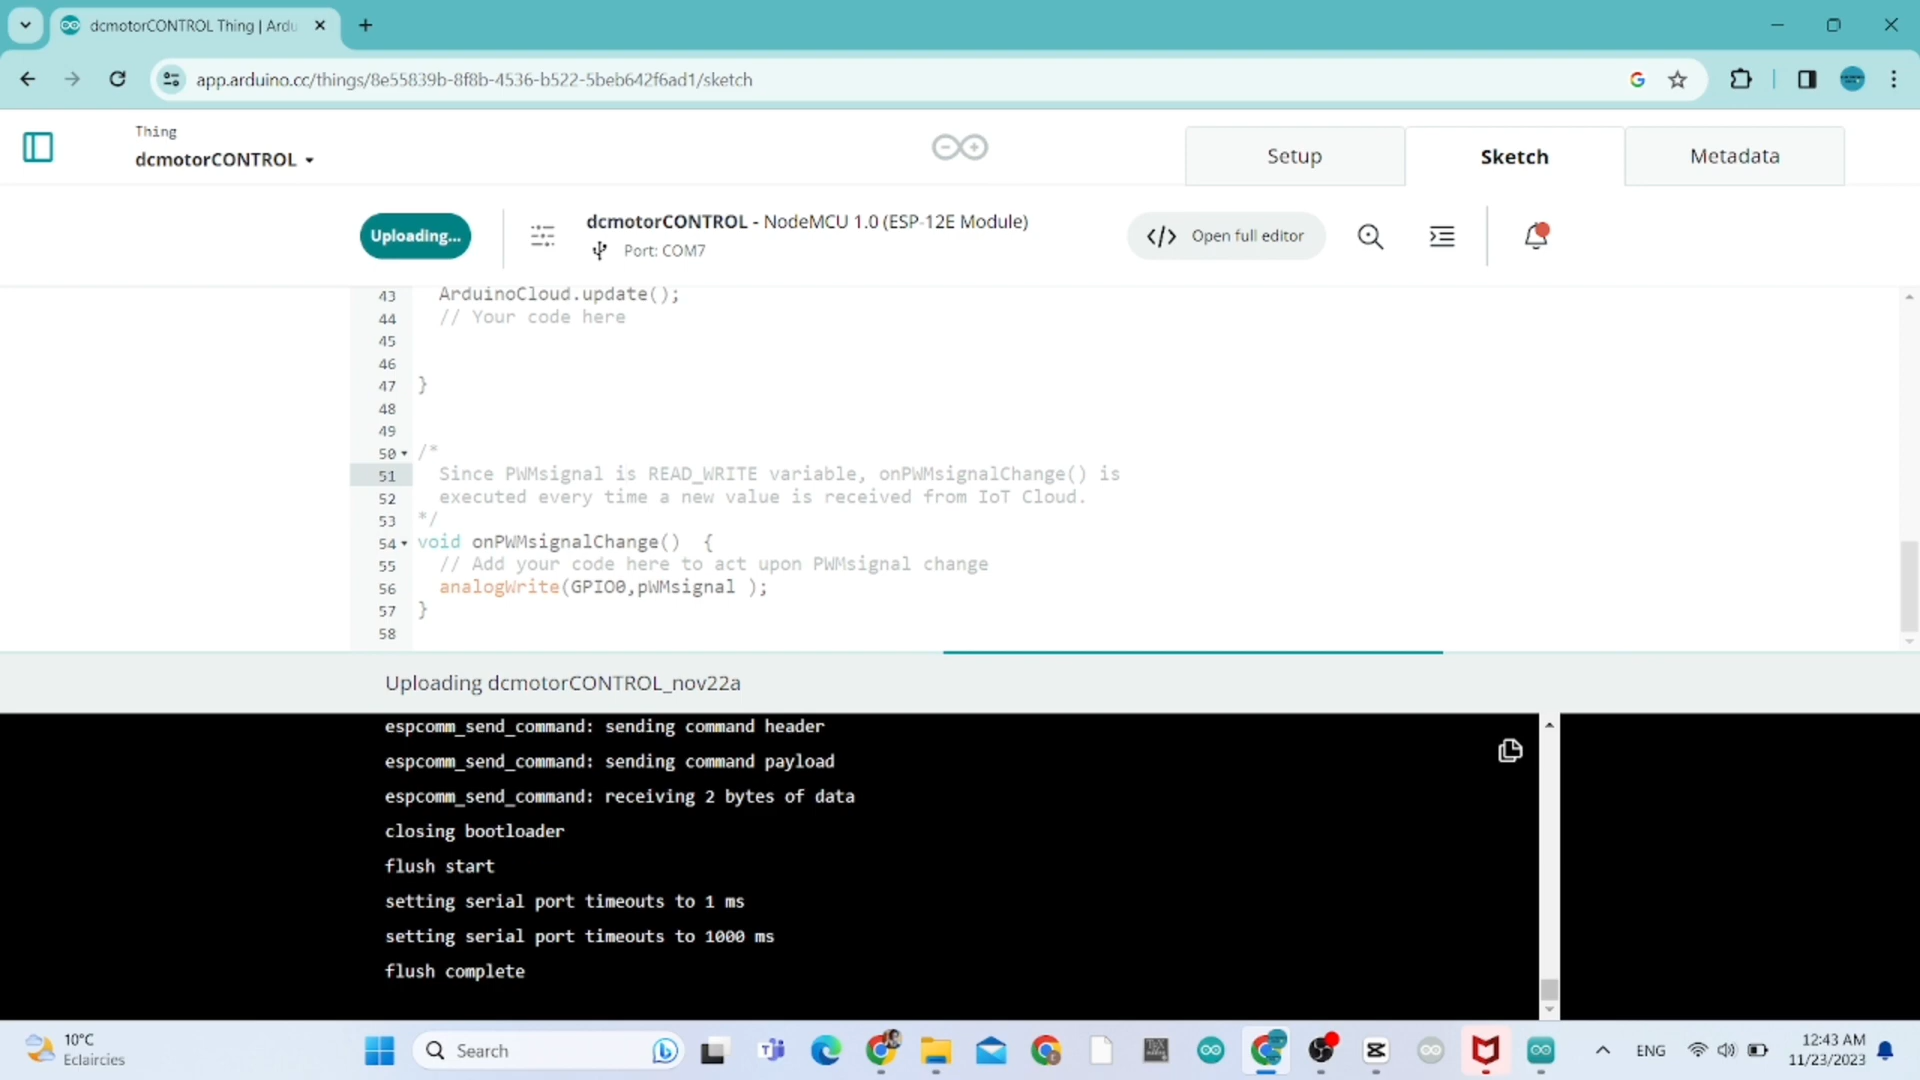 dcmotorCONTROL Thing | Ardu
app.arduino.cc/things/8e55839b-8f8b-4536-b522-5beb642f6ad1/sketch
Thing
dcmotorCONTROL
Setup
Sketch
Metadata
Uploading...
dcmotorCONTROL - NodeMCU 1.0 (ESP-12E Module)
Port: COM7
</> Open full editor
43 ArduinoCloud.update();
44 // Your code here
45
46
47 }
48
49
50 /*
51 Since PWMsignal is READ_WRITE variable, onPWMsignalChange() is
52 executed every time a new value is received from IoT Cloud.
53 */
54 void onPWMsignalChange()  {
55 // Add your code here to act upon PWMsignal change
56 analogWrite(GPIO0,pWMsignal );
57 }
58
Uploading dcmotorCONTROL_nov22a
espcomm_send_command: sending command header
espcomm_send_command: sending command payload
espcomm_send_command: receiving 2 bytes of data
closing bootloader
flush start
setting serial port timeouts to 1 ms
setting serial port timeouts to 1000 ms
flush complete
10°C
Eclaircies
Search
ENG
12:43 AM
11/23/2023